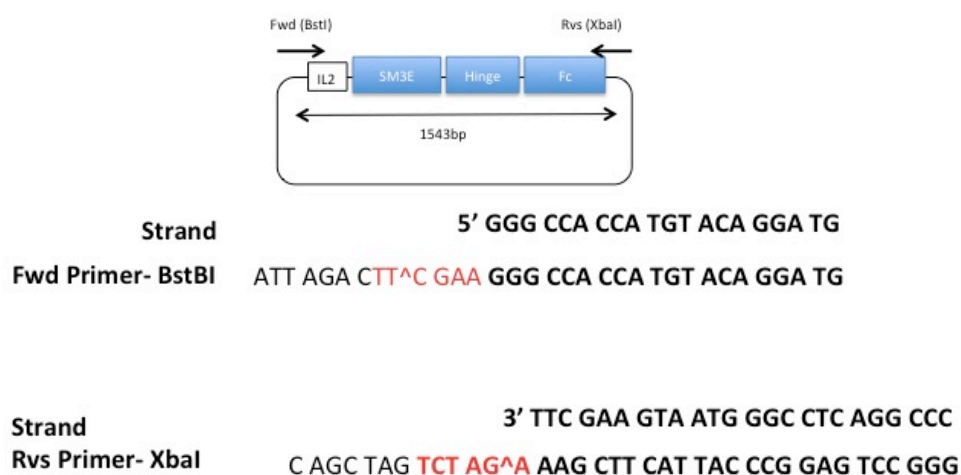 Fwd (BstI) Rvs (XbaI)
IL2 SM3E Hinge Fc
1543bp
Strand 5’ GGG CCA CCA TGT ACA GGA TG
Fwd Primer- BstBI ATT AGA CTT^C GAA GGG CCA CCA TGT ACA GGA TG
3’ TTC GAA GTA ATG GGC CTC AGG CCC
Strand
Rvs Primer- XbaI C AGC TAG TCT AG^A AAG CTT CAT TAC CCG GAG TCC GGG